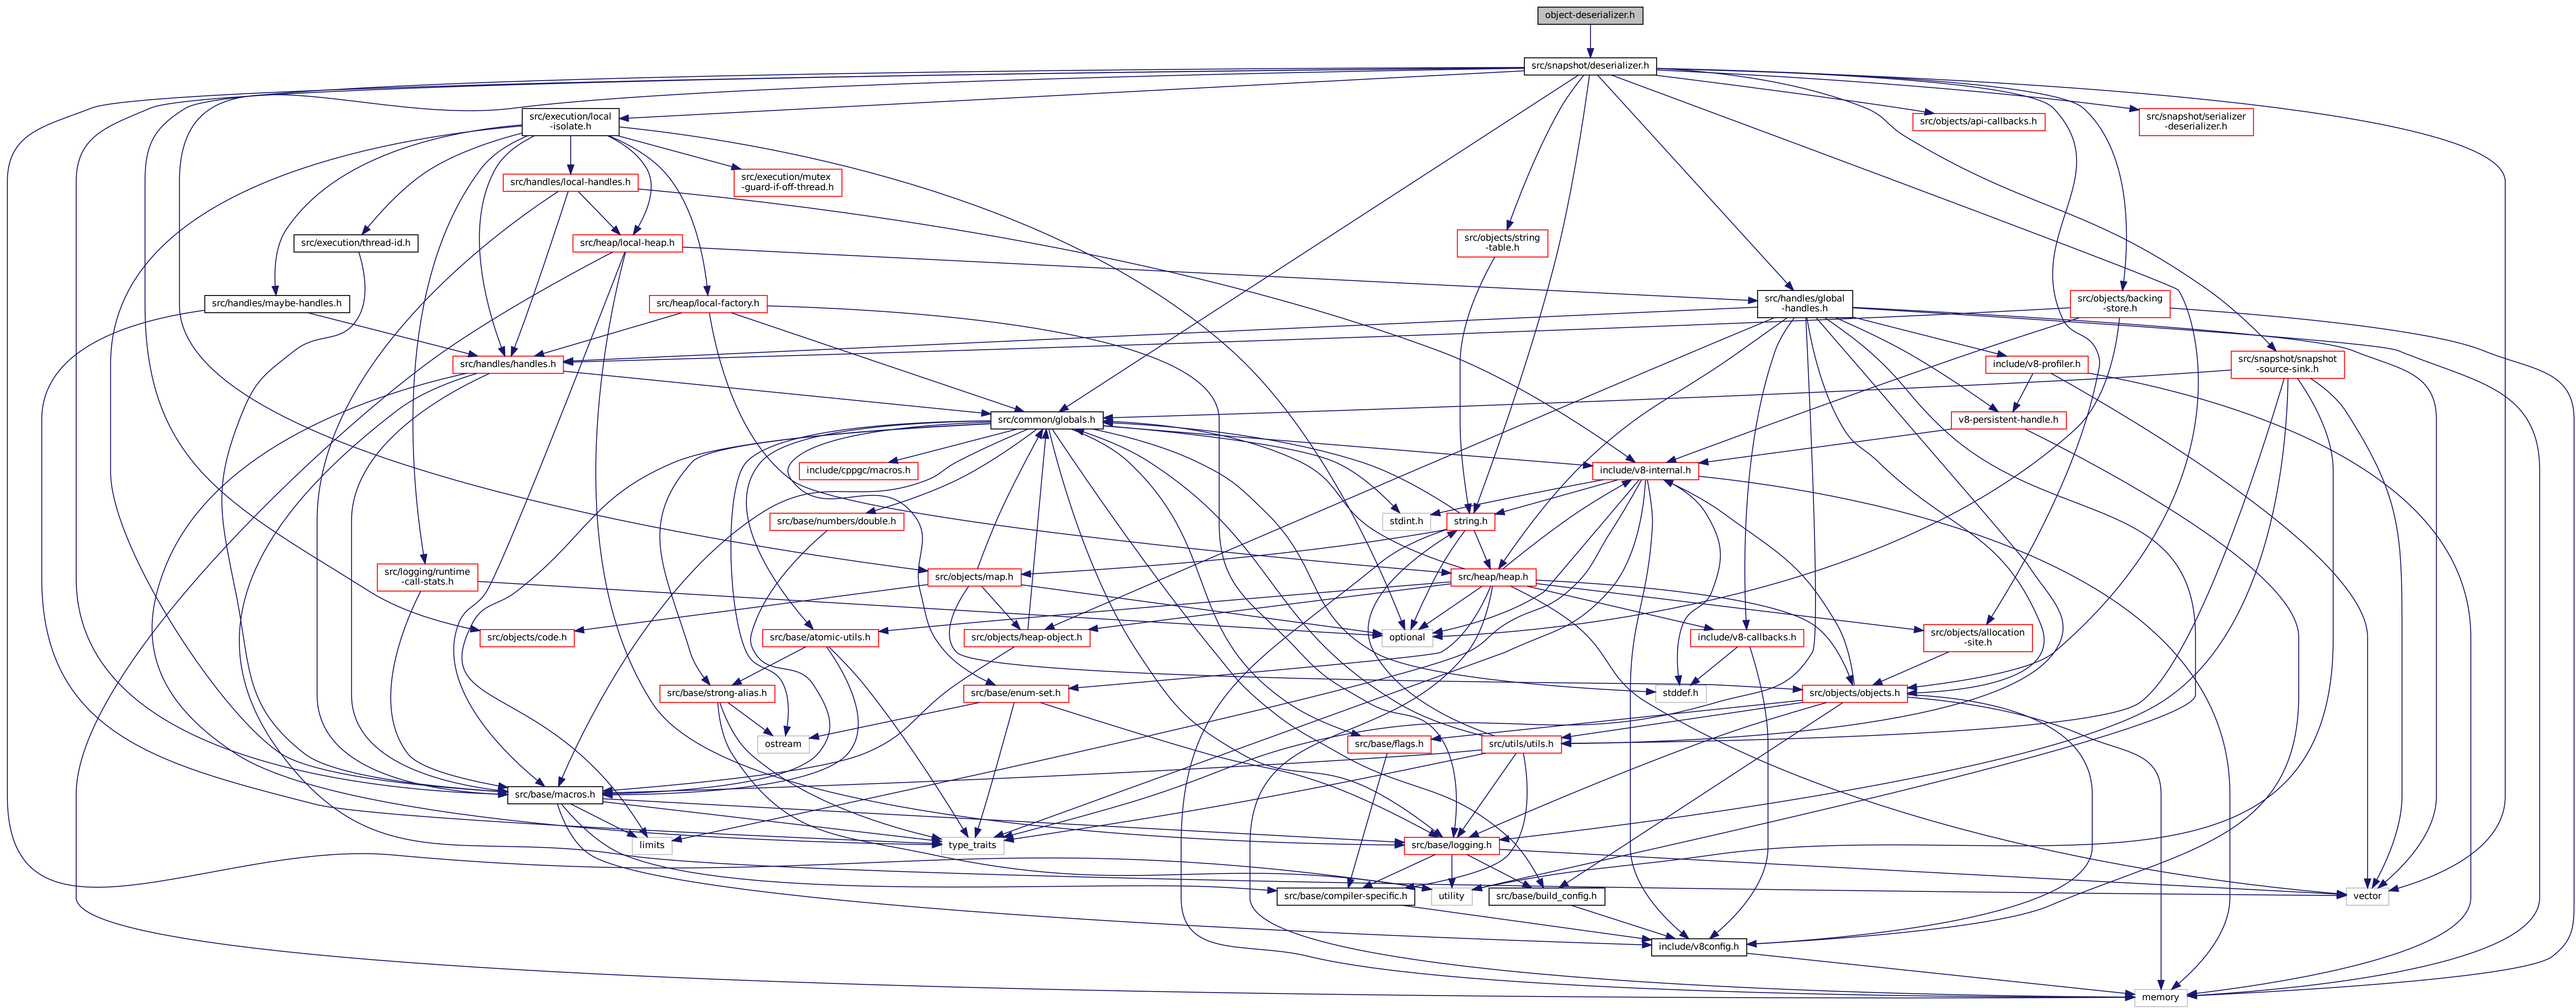 object-deserializer.h
src/snapshot/deserializer.h
src/execution/local
-isolate.h
src/objects/api-callbacks.h
src/snapshot/serializer
-deserializer.h
src/handles/local-handles.h
src/execution/mutex
-guard-if-off-thread.h
src/execution/thread-id.h
src/heap/local-heap.h
src/objects/string
-table.h
src/handles/maybe-handles.h
src/heap/local-factory.h
src/handles/global
-handles.h
src/objects/backing
-store.h
src/handles/handles.h
include/v8-profiler.h
src/snapshot/snapshot
-source-sink.h
src/common/globals.h
v8-persistent-handle.h
include/cppgc/macros.h
include/v8-internal.h
src/base/numbers/double.h
stdint.h
string.h
src/logging/runtime
-call-stats.h
src/objects/map.h
src/heap/heap.h
src/objects/code.h
src/base/atomic-utils.h
src/objects/heap-object.h
optional
include/v8-callbacks.h
src/objects/allocation
-site.h
src/base/strong-alias.h
src/base/enum-set.h
stddef.h
src/objects/objects.h
ostream
src/base/flags.h
src/utils/utils.h
src/base/macros.h
limits
type_traits
src/base/logging.h
src/base/compiler-specific.h
utility
src/base/build_config.h
vector
include/v8config.h
memory